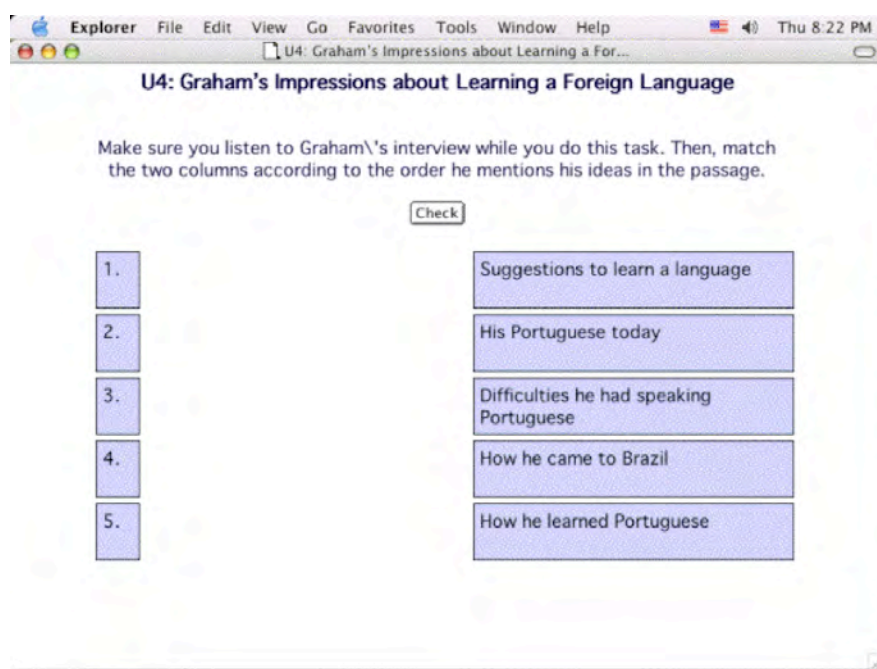 Explorer File Edit View Go Favorites Tools Window Help Thu 8:22 PM
U4: Graham's Impressions about Learning a For...
U4: Graham's Impressions about Learning a Foreign Language
Make sure you listen to Graham\'s interview while you do this task. Then, match
the two columns according to the order he mentions his ideas in the passage.
Check
1. Suggestions to learn a language
2. His Portuguese today
3. Difficulties he had speaking
Portuguese
4. How he came to Brazil
5. How he learned Portuguese